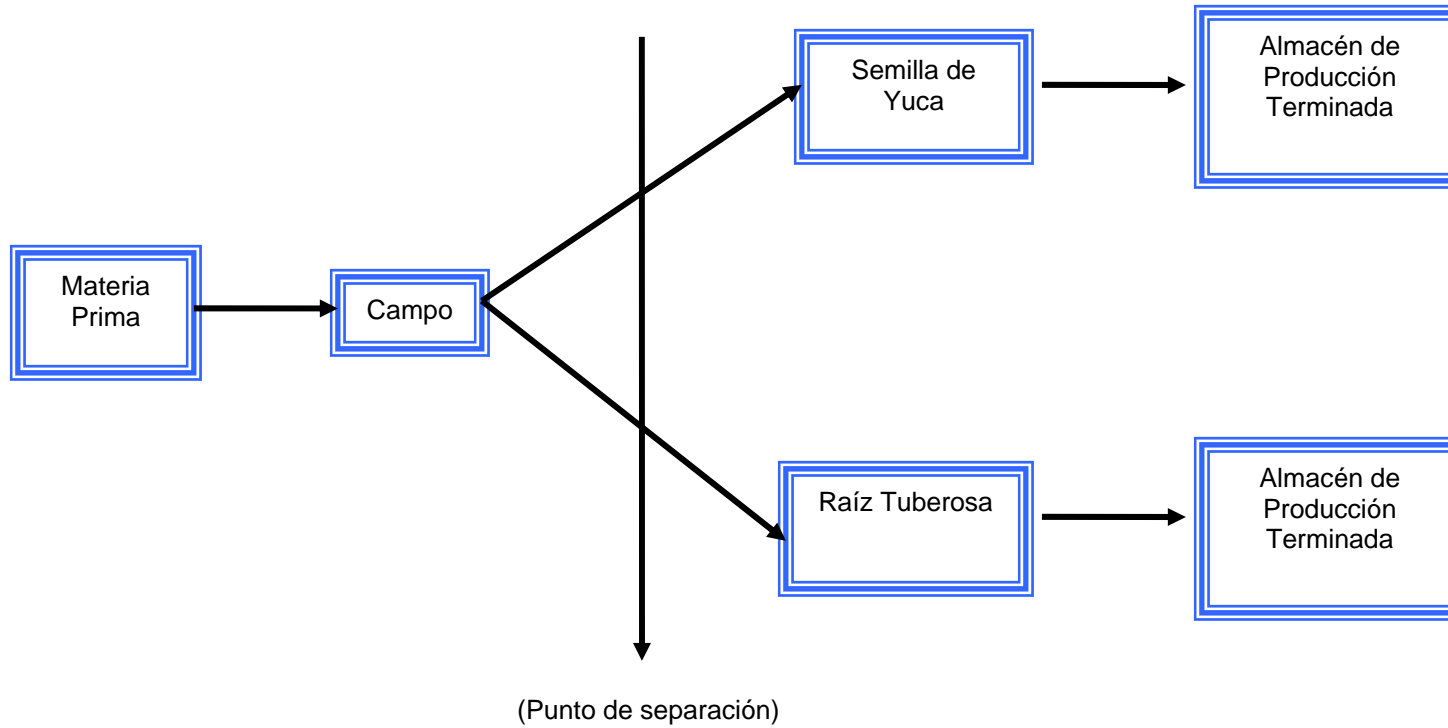 Semilla de
Yuca
Almacén de
Producción
Terminada
Materia
Prima
Campo
Raíz Tuberosa
Almacén de
Producción
Terminada
(Punto de separación)